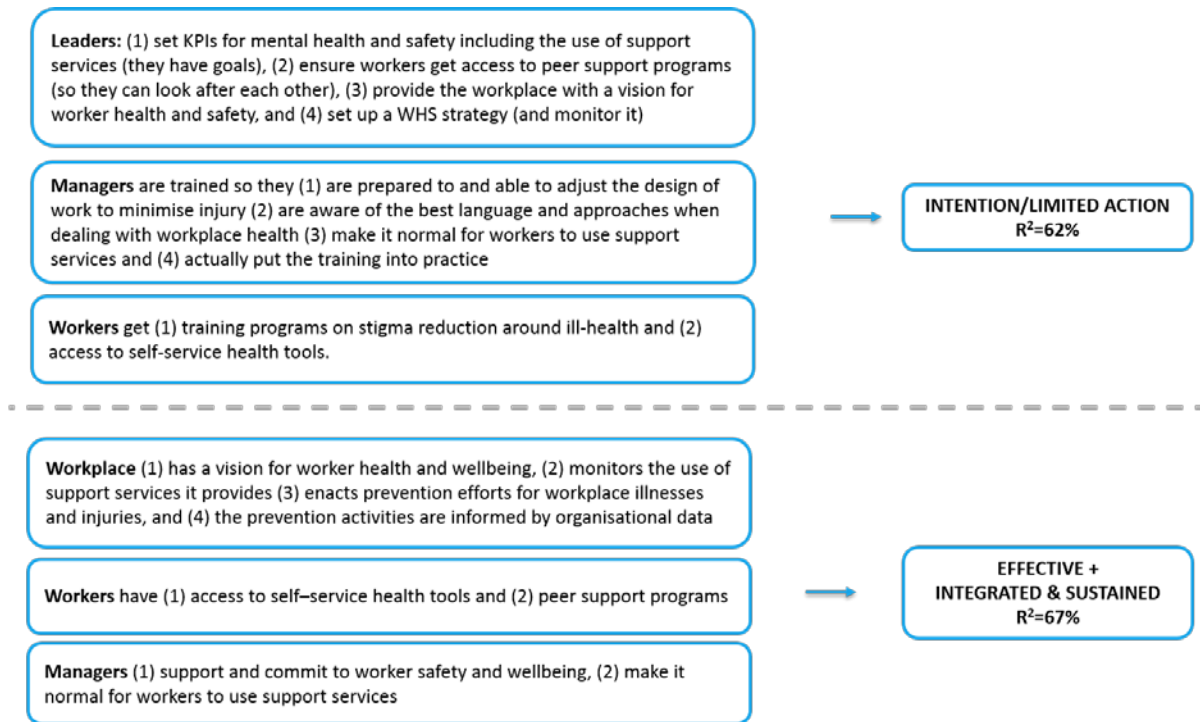 Leaders: (1) set KPIs for mental health and safety including the use of support
services (they have goals), (2) ensure workers get access to peer support programs
(so they can look after each other), (3) provide the workplace with a vision for
worker health and safety, and (4) set up a WHS strategy (and monitor it)
Managers are trained so they (1) are prepared to and able to adjust the design of
work to minimise injury (2) are aware of the best language and approaches when
dealing with workplace health (3) make it normal for workers to use support
services and (4) actually put the training into practice
Workers get (1) training programs on stigma reduction around ill-health and (2)
access to self-service health tools.
INTENTION/LIMITED ACTION
R²=62%
Workplace (1) has a vision for worker health and wellbeing, (2) monitors the use of
support services it provides (3) enacts prevention efforts for workplace illnesses
and injuries, and (4) the prevention activities are informed by organisational data
Workers have (1) access to self–service health tools and (2) peer support programs
Managers (1) support and commit to worker safety and wellbeing, (2) make it
normal for workers to use support services
EFFECTIVE +
INTEGRATED & SUSTAINED
R²=67%